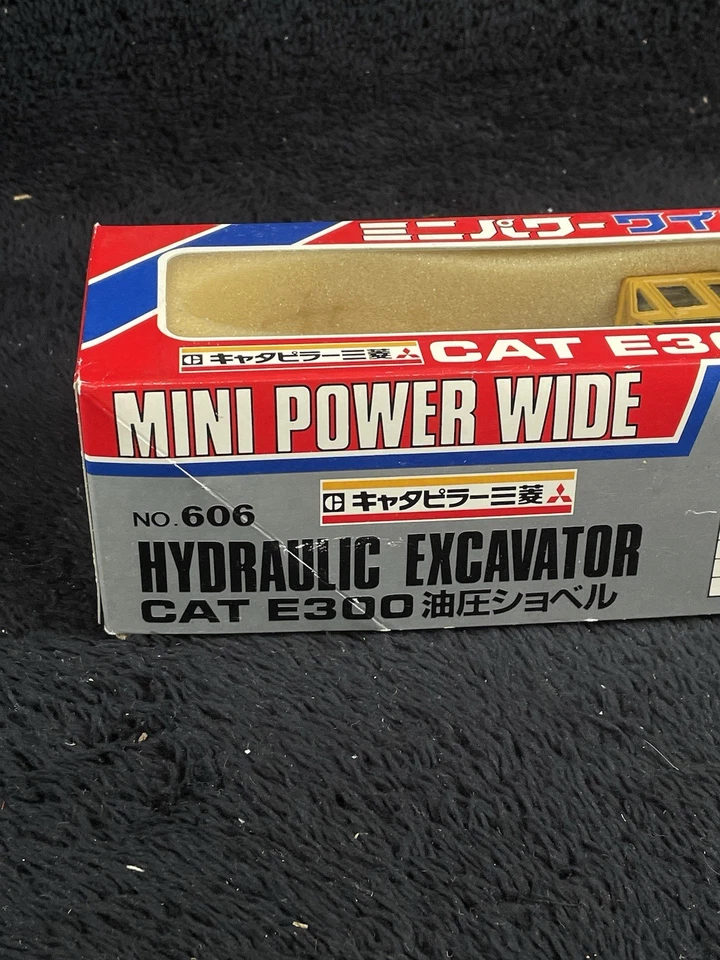 ミニパワーワイ
キャタピラー三菱 CAT E30
MINI POWER WIDE
キャタピラー三菱
NO.606
HYDRAULIC EXCAVATOR
CAT E300 油圧ショベル